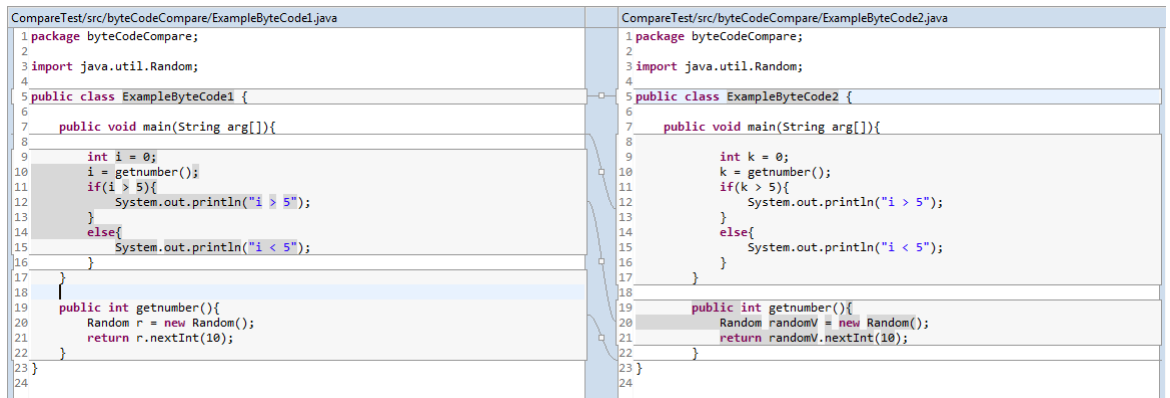 CompareTest/src/byteCodeCompare/ExampleByteCode1.java
1 package byteCodeCompare;
2
3 import java.util.Random;
4
5 public class ExampleByteCode1 {
6
7 public void main(String arg[]){
8
9 int i = 0;
10 i = getnumber();
11 if(i > 5){
12 System.out.println("i > 5");
13 }
14 else{
15 System.out.println("i < 5");
16 }
17 }
18
19 public int getnumber(){
20 Random r = new Random();
21 return r.nextInt(10);
22 }
23 }
24
CompareTest/src/byteCodeCompare/ExampleByteCode2.java
1 package byteCodeCompare;
2
3 import java.util.Random;
4
5 public class ExampleByteCode2 {
6
7 public void main(String arg[]){
8
9 int k = 0;
10 k = getnumber();
11 if(k > 5){
12 System.out.println("i > 5");
13 }
14 else{
15 System.out.println("i < 5");
16 }
17 }
18
19 public int getnumber(){
20 Random randomV = new Random();
21 return randomV.nextInt(10);
22 }
23 }
24